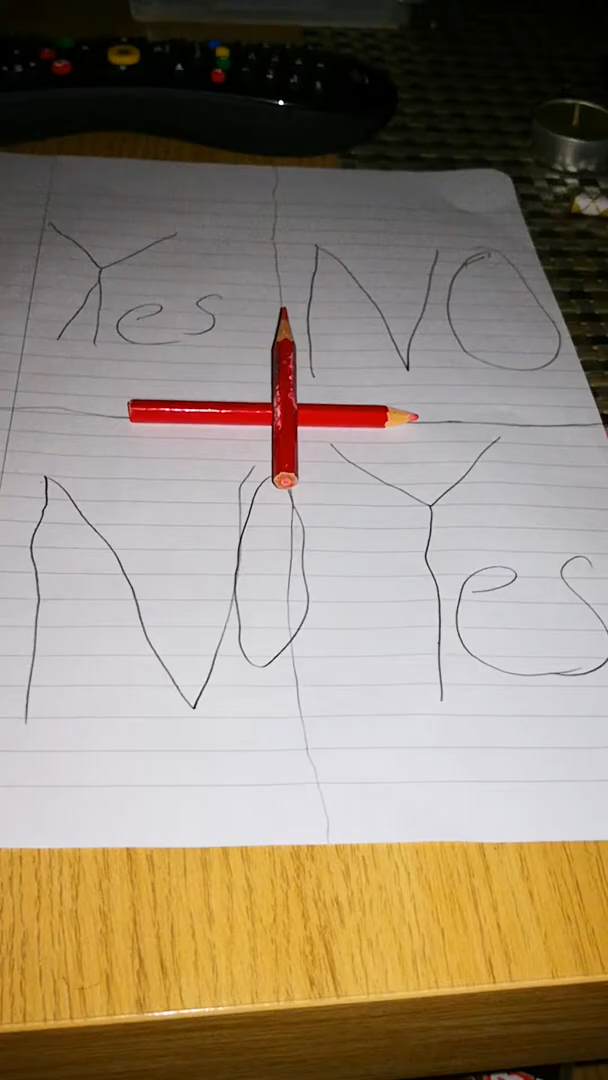 Yes NO
NO Yes